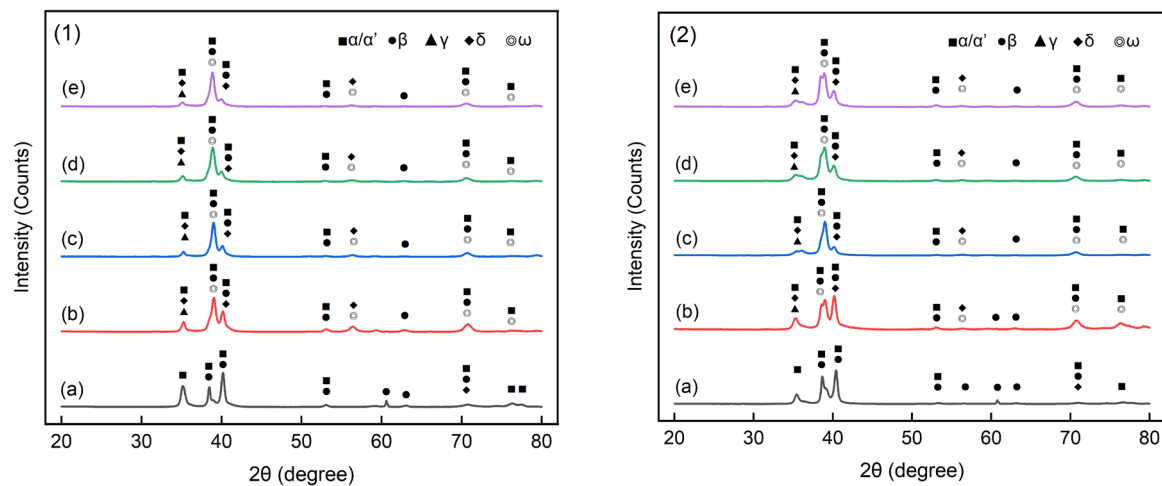 (1)
■ α/α’ ● β ▲ γ ◆ δ ◎ ω
(e)
(d)
(c)
(b)
(a)
Intensity (Counts)
20 30 40 50 60 70 80
2θ (degree)
(2)
■ α/α’ ● β ▲ γ ◆ δ ◎ ω
(e)
(d)
(c)
(b)
(a)
Intensity (Counts)
20 30 40 50 60 70 80
2θ (degree)